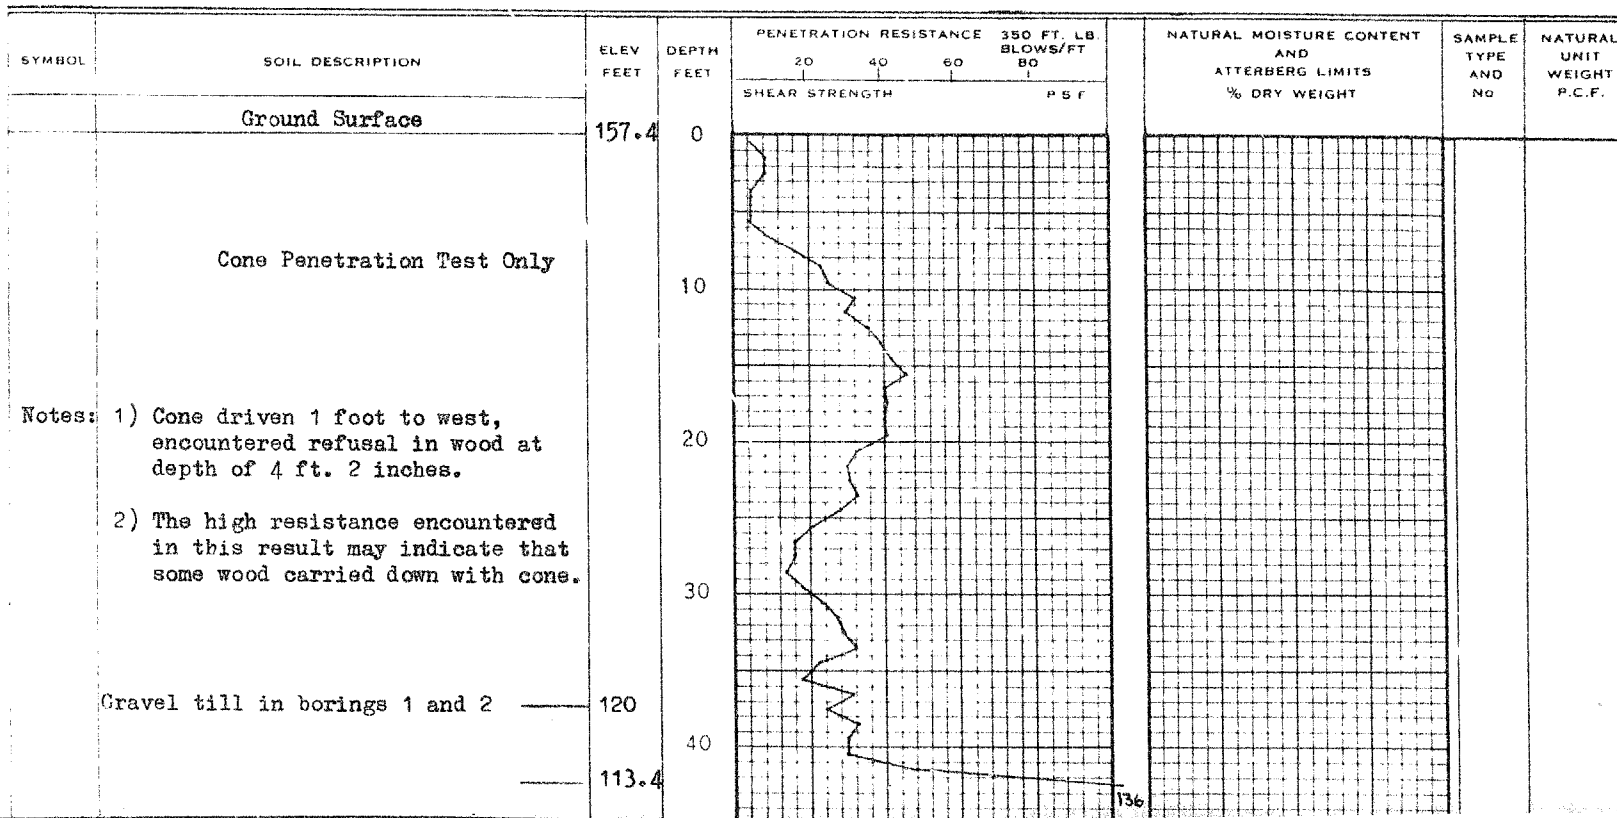 SYMBOL
SOIL DESCRIPTION
ELEV
FEET
DEPTH
FEET
PENETRATION RESISTANCE 350 FT. LB.
BLOWS/FT
20 40 60 80
SHEAR STRENGTH P S F
NATURAL MOISTURE CONTENT
AND
ATTERBERG LIMITS
% DRY WEIGHT
SAMPLE
TYPE
AND
No
NATURAL
UNIT
WEIGHT
P.C.F.
Ground Surface
157.4
0
Cone Penetration Test Only
10
Notes: 1) Cone driven 1 foot to west,
encountered refusal in wood at
depth of 4 ft. 2 inches.
20
2) The high resistance encountered
in this result may indicate that
some wood carried down with cone.
30
Gravel till in borings 1 and 2
120
40
113.4
136